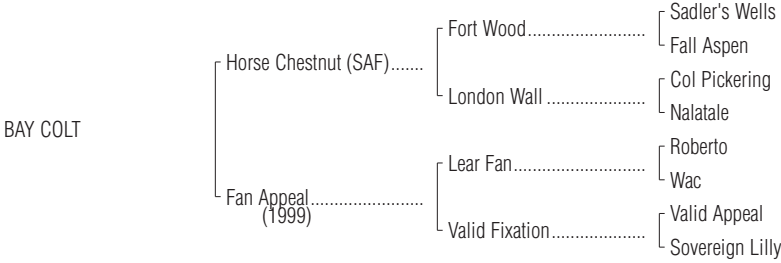 Sadler's Wells
Fort Wood..........................
Fall Aspen
Horse Chestnut (SAF).......
Col Pickering
London Wall .....................
Nalatale
BAY COLT
Roberto
Lear Fan............................
Wac
Fan Appeal........................
(1999)
Valid Appeal
Valid Fixation....................
Sovereign Lilly